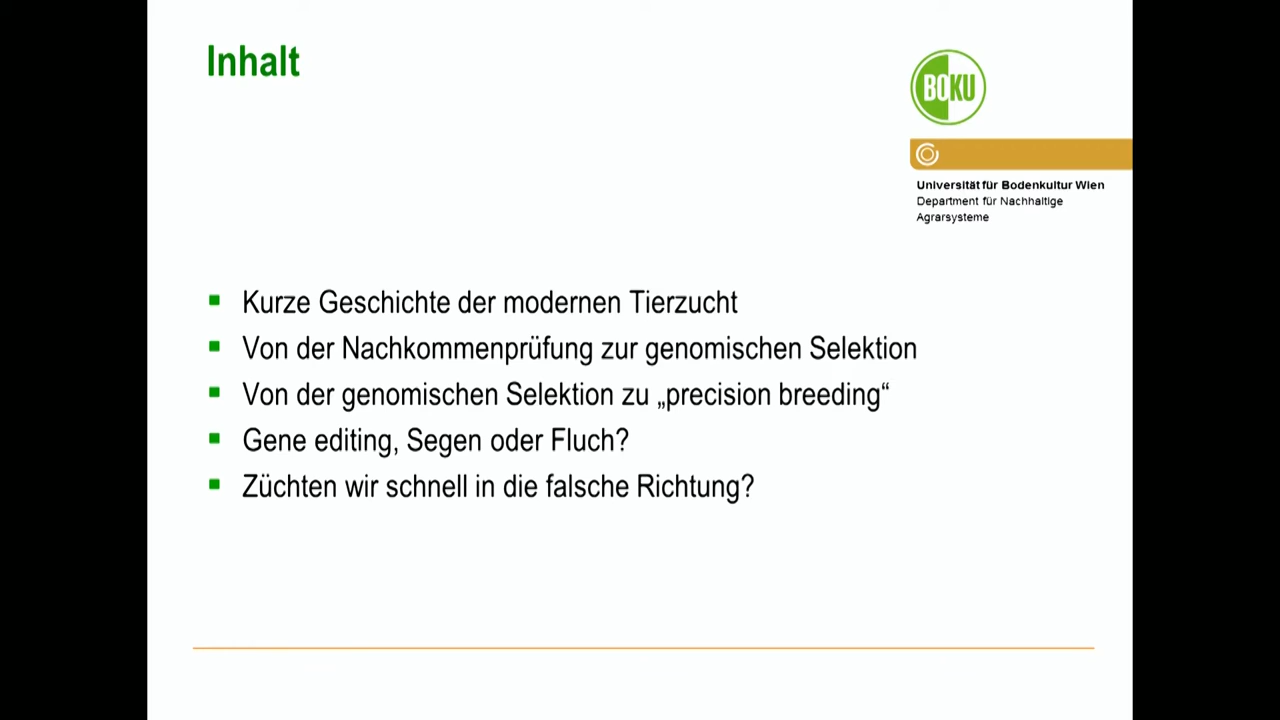 Inhalt
BOKU
Universität für Bodenkultur Wien
Department für Nachhaltige
Agrarsysteme
Kurze Geschichte der modernen Tierzucht
Von der Nachkommenprüfung zur genomischen Selektion
Von der genomischen Selektion zu „precision breeding“
Gene editing, Segen oder Fluch?
Züchten wir schnell in die falsche Richtung?